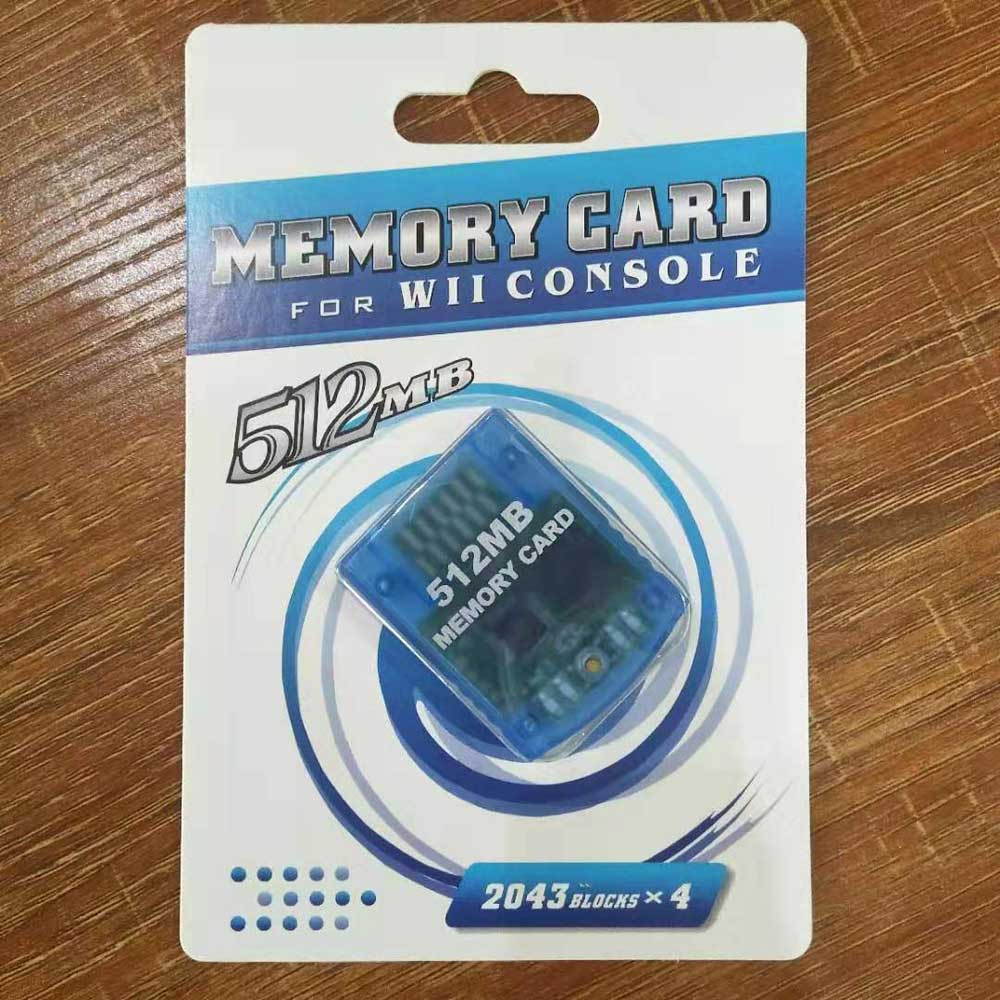 MEMORY CARD
FOR WII CONSOLE
512MB
512MB
MEMORY CARD
2043 BLOCKS × 4